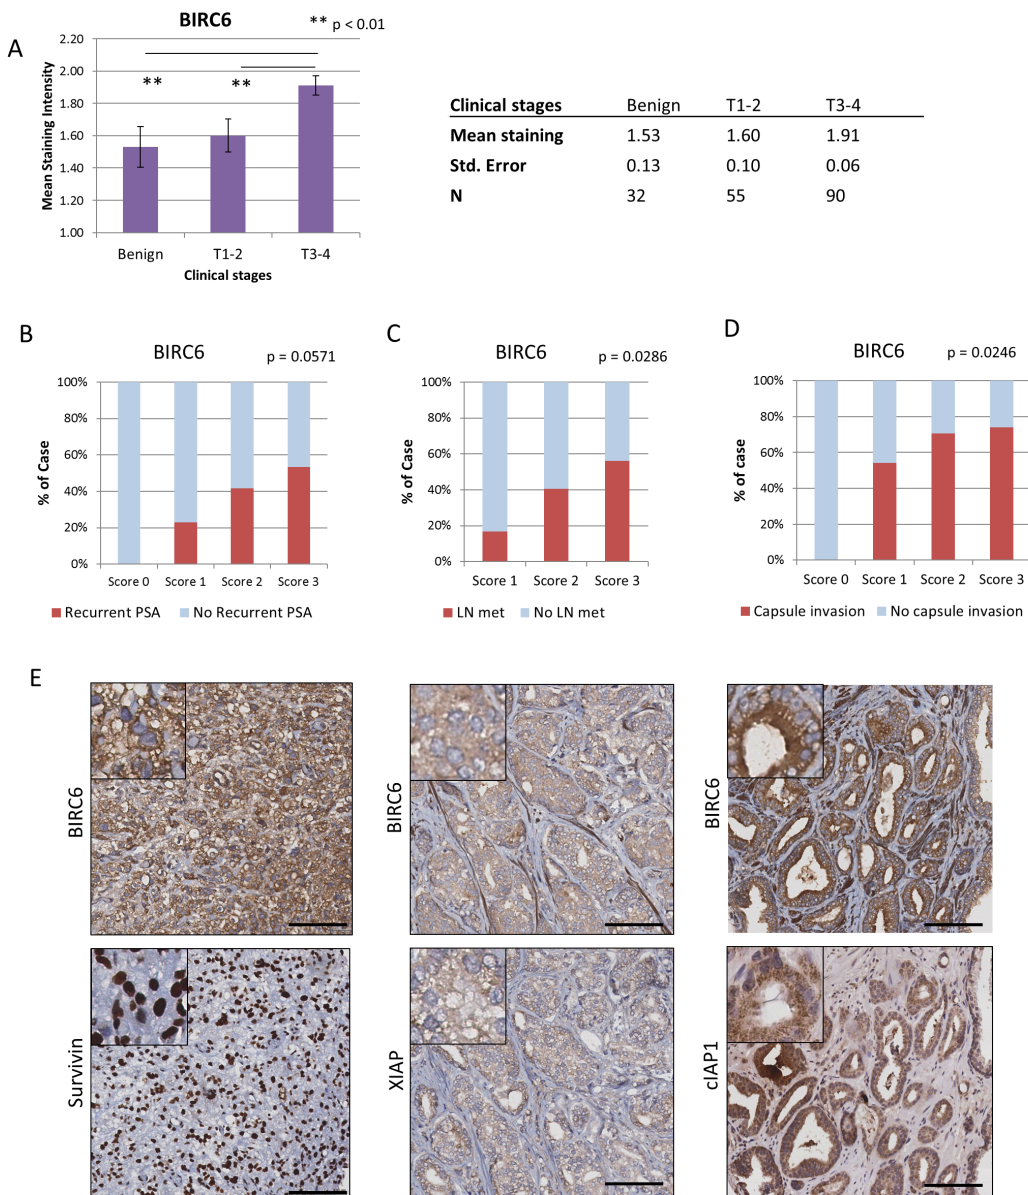 BIRC6
** p < 0.01
A
Mean Staining Intensity
2.20
2.00
1.80
1.60
1.40
1.20
1.00
**
**
Benign T1-2 T3-4
Clinical stages
Clinical stages Benign T1-2 T3-4
Mean staining 1.53 1.60 1.91
Std. Error 0.13 0.10 0.06
N 32 55 90
B
BIRC6
p = 0.0571
% of Case
100%
80%
60%
40%
20%
0%
Score 0 Score 1 Score 2 Score 3
Recurrent PSA No Recurrent PSA
C
BIRC6
p = 0.0286
% of Case
100%
80%
60%
40%
20%
0%
Score 1 Score 2 Score 3
LN met No LN met
D
BIRC6
p = 0.0246
% of case
100%
80%
60%
40%
20%
0%
Score 0 Score 1 Score 2 Score 3
Capsule invasion No capsule invasion
E
BIRC6
BIRC6
BIRC6
Survivin
XIAP
cIAP1